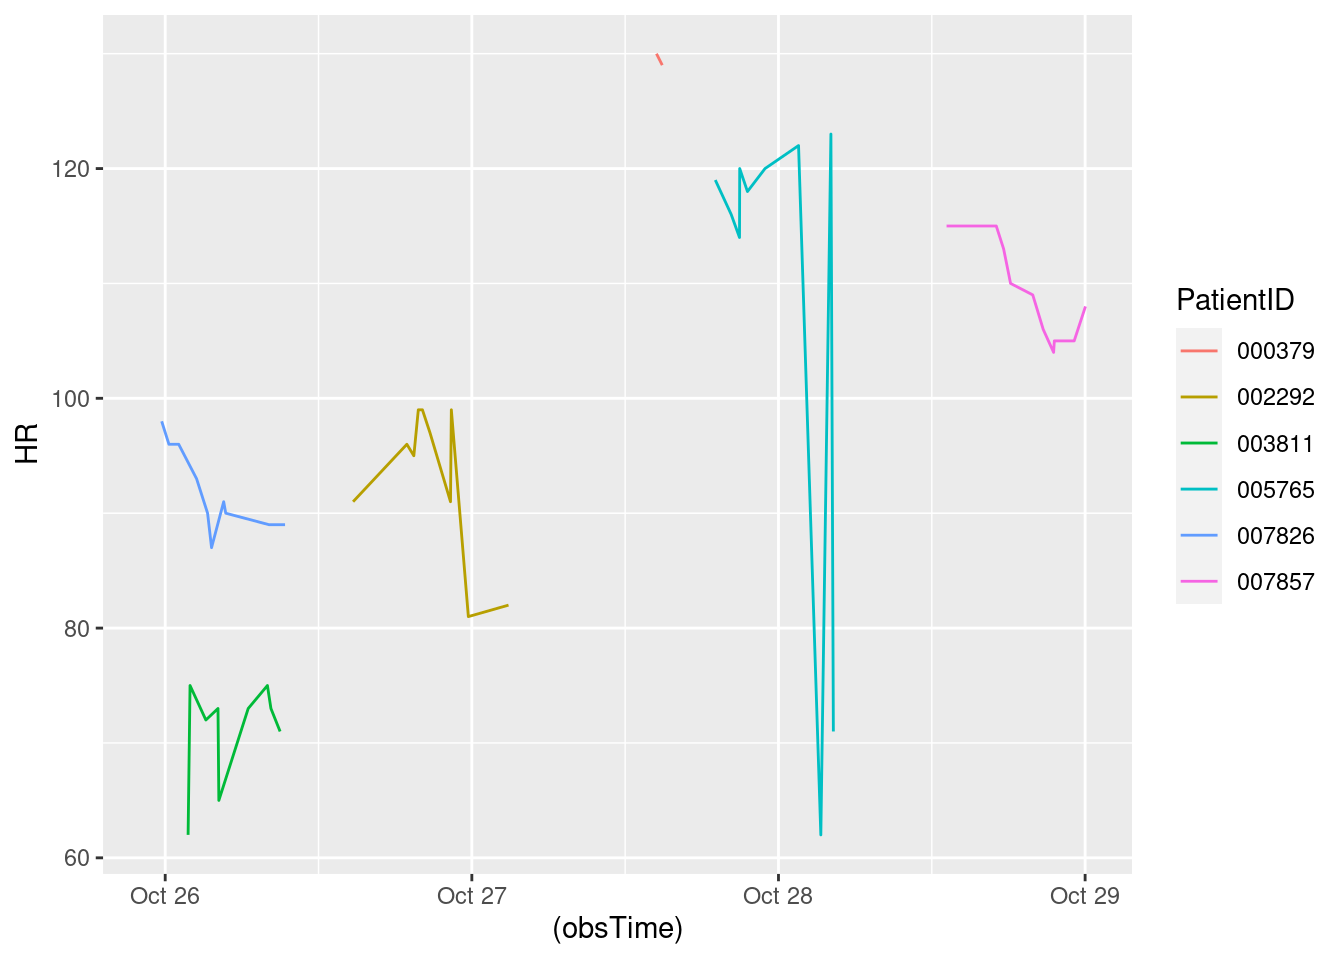 120
100
80
60
HR
Oct 26
Oct 27
Oct 28
Oct 29
(obsTime)
PatientID
000379
002292
003811
005765
007826
007857